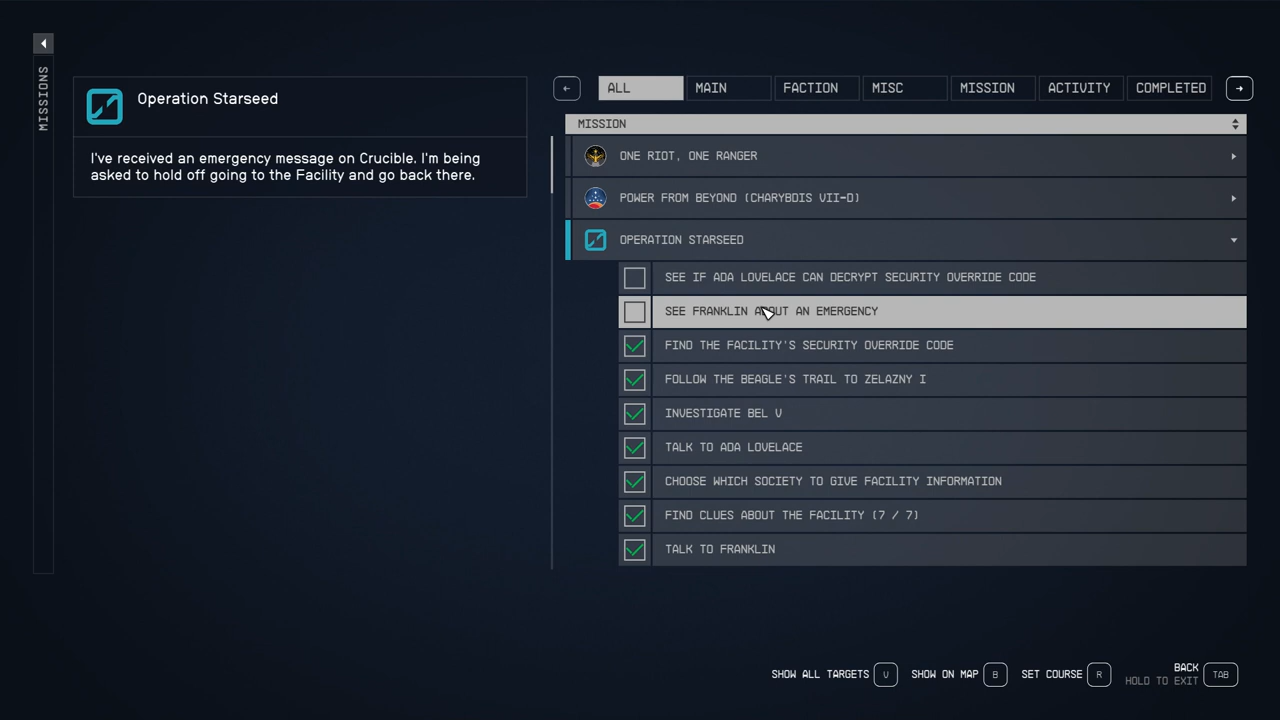 MISSIONS
Operation Starseed
I've received an emergency message on Crucible. I'm being
asked to hold off going to the Facility and go back there.
ALL MAIN FACTION MISC MISSION ACTIVITY COMPLETED
MISSION
ONE RIOT, ONE RANGER
POWER FROM BEYOND (CHARYBDIS VII-D)
OPERATION STARSEED
SEE IF ADA LOVELACE CAN DECRYPT SECURITY OVERRIDE CODE
SEE FRANKLIN ABOUT AN EMERGENCY
FIND THE FACILITY'S SECURITY OVERRIDE CODE
FOLLOW THE BEAGLE'S TRAIL TO ZELAZNY I
INVESTIGATE BEL V
TALK TO ADA LOVELACE
CHOOSE WHICH SOCIETY TO GIVE FACILITY INFORMATION
FIND CLUES ABOUT THE FACILITY (7 / 7)
TALK TO FRANKLIN
SHOW ALL TARGETS V SHOW ON MAP B SET COURSE R BACK TAB
HOLD TO EXIT